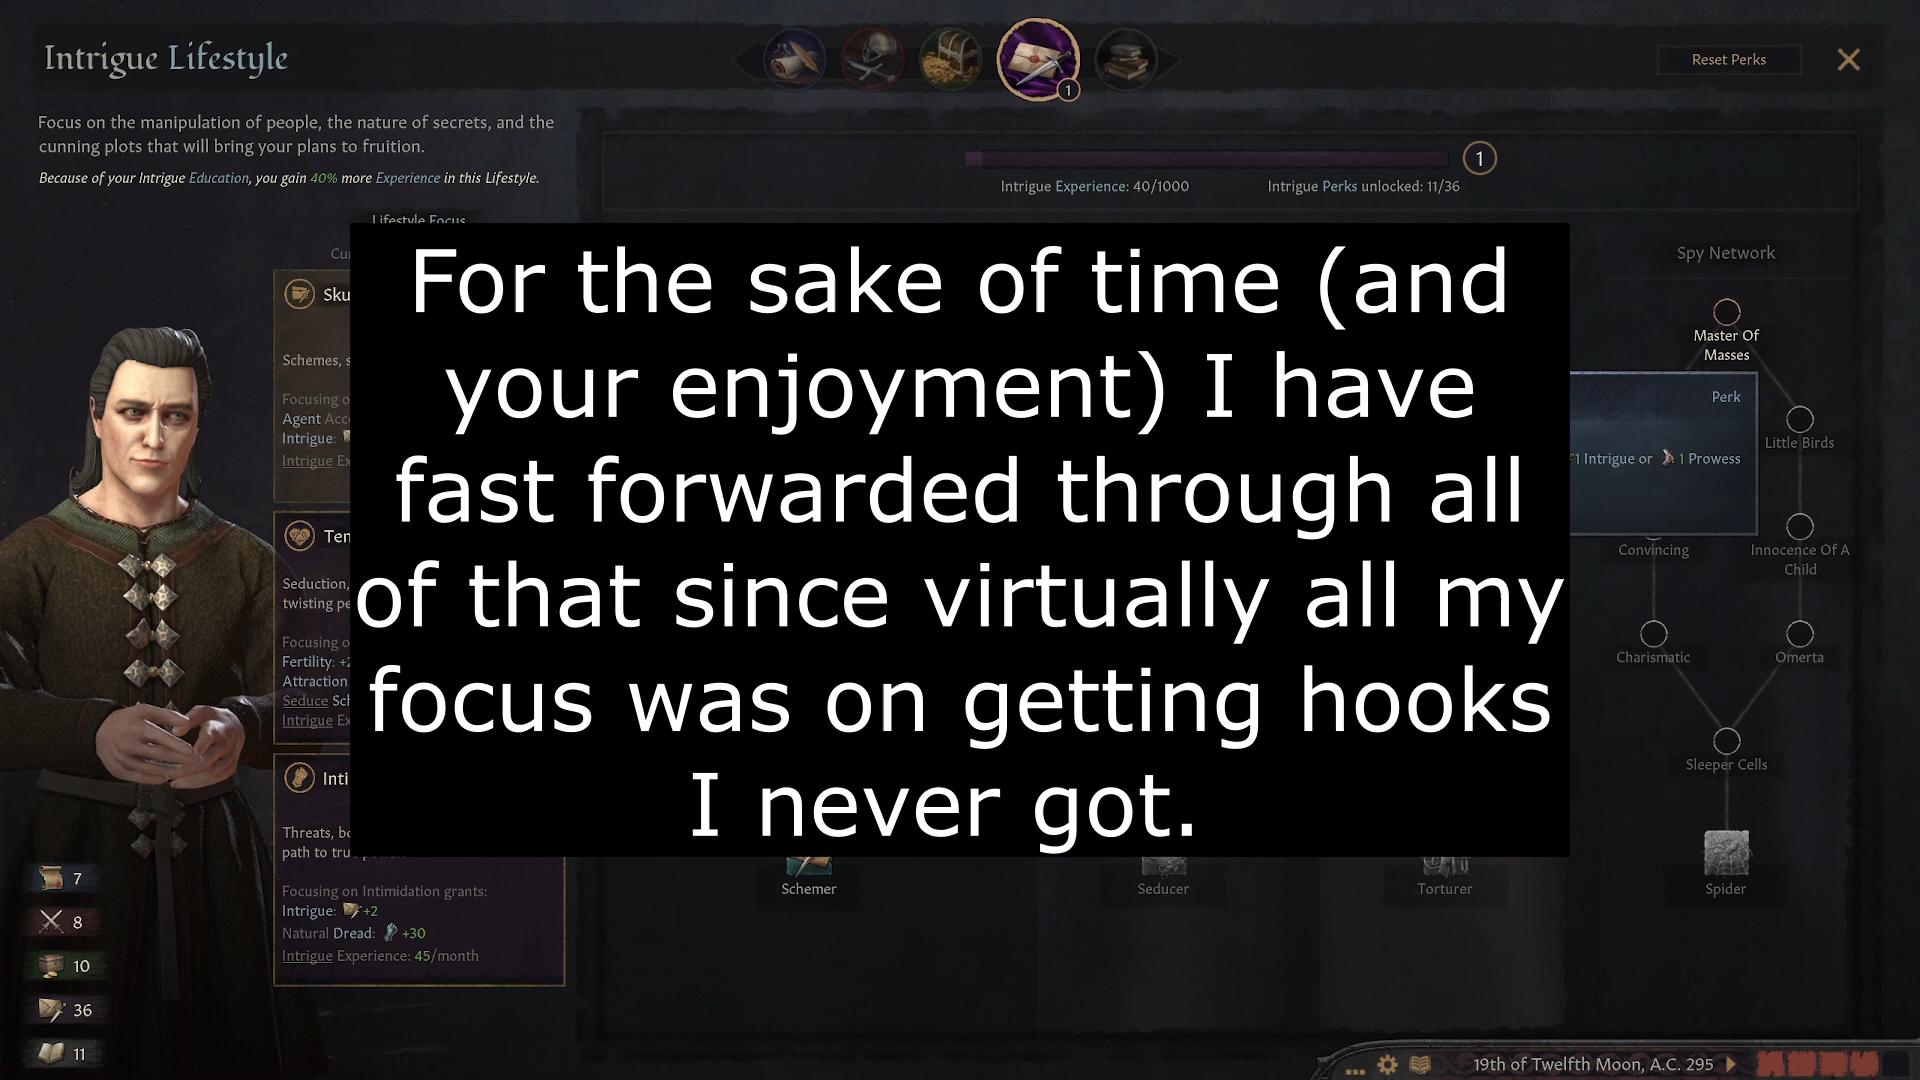 Intrigue Lifestyle
1
Reset Perks
Focus on the manipulation of people, the nature of secrets, and the
cunning plots that will bring your plans to fruition.
Because of your Intrigue Education, you gain 40% more Experience in this Lifestyle.
1
Intrigue Experience: 40/1000
Intrigue Perks unlocked: 11/36
Lifestyle Focus
For the sake of time (and
your enjoyment) I have
fast forwarded through all
of that since virtually all my
focus was on getting hooks
I never got.
Schemes,
Focusing
Agent
Intrigue:
Intrigue
Seduction,
twisting
Focusing
Fertility:
Attraction
Seduce
Intrigue
Threats,
path to
Focusing on Intimidation grants:
Intrigue: +2
Natural Dread: +30
Intrigue Experience: 45/month
7
8
10
36
11
Schemer
Seducer
Torturer
Spider
Spy Network
Master Of
Masses
Perk
1 Intrigue or 1 Prowess
Little Birds
Convincing
Innocence Of A
Child
Charismatic
Omerta
Sleeper Cells
19th of Twelfth Moon, A.C. 295